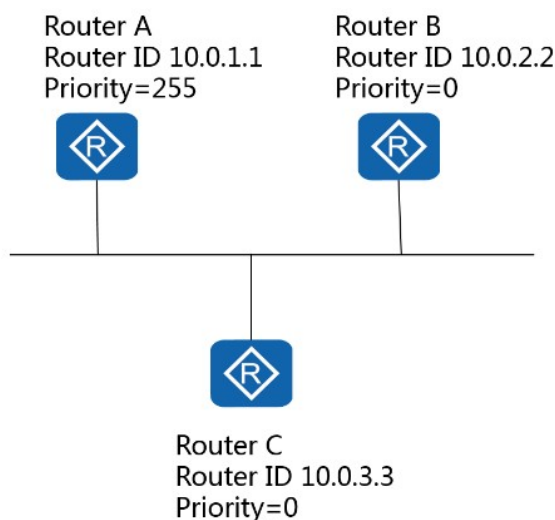 Router A
Router ID 10.0.1.1
Priority=255
Router B
Router ID 10.0.2.2
Priority=0
R
R
R
Router C
Router ID 10.0.3.3
Priority=0